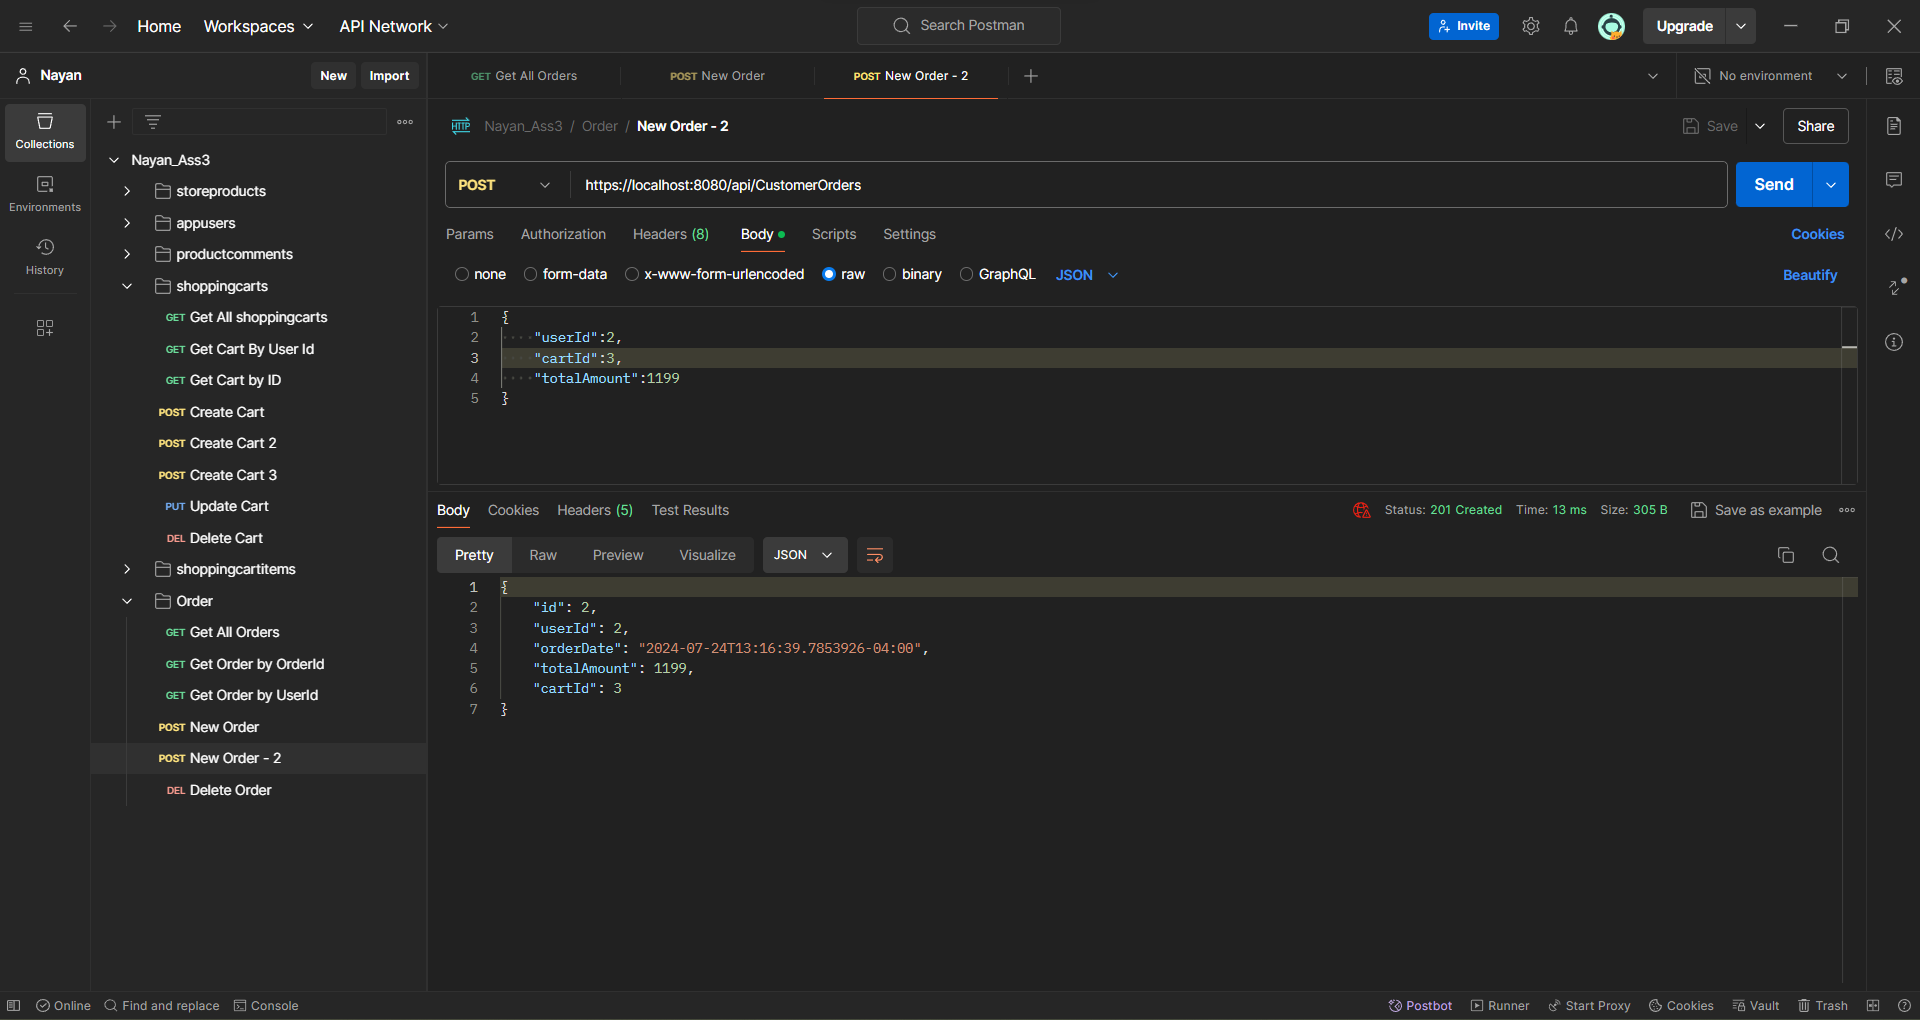 Home Workspaces API Network Search Postman Invite Upgrade
Nayan New Import GET Get All Orders POST New Order POST New Order - 2 No environment
Collections
Environments
History
Nayan_Ass3
storeproducts
appusers
productcomments
shoppingcarts
GET Get All shoppingcarts
GET Get Cart By User Id
GET Get Cart by ID
POST Create Cart
POST Create Cart 2
POST Create Cart 3
PUT Update Cart
DEL Delete Cart
shoppingcartitems
Order
GET Get All Orders
GET Get Order by OrderId
GET Get Order by UserId
POST New Order
POST New Order - 2
DEL Delete Order
HTTP Nayan_Ass3 / Order / New Order - 2 Save Share
POST https://localhost:8080/api/CustomerOrders Send
Params Authorization Headers (8) Body Scripts Settings Cookies
none form-data x-www-form-urlencoded raw binary GraphQL JSON Beautify
1 {
2 "userId":2,
3 "cartId":3,
4 "totalAmount":1199
5 }
Body Cookies Headers (5) Test Results Status: 201 Created Time: 13 ms Size: 305 B Save as example
Pretty Raw Preview Visualize JSON
1 {
2 "id": 2,
3 "userId": 2,
4 "orderDate": "2024-07-24T13:16:39.7853926-04:00",
5 "totalAmount": 1199,
6 "cartId": 3
7 }
Online Find and replace Console Postbot Runner Start Proxy Cookies Vault Trash